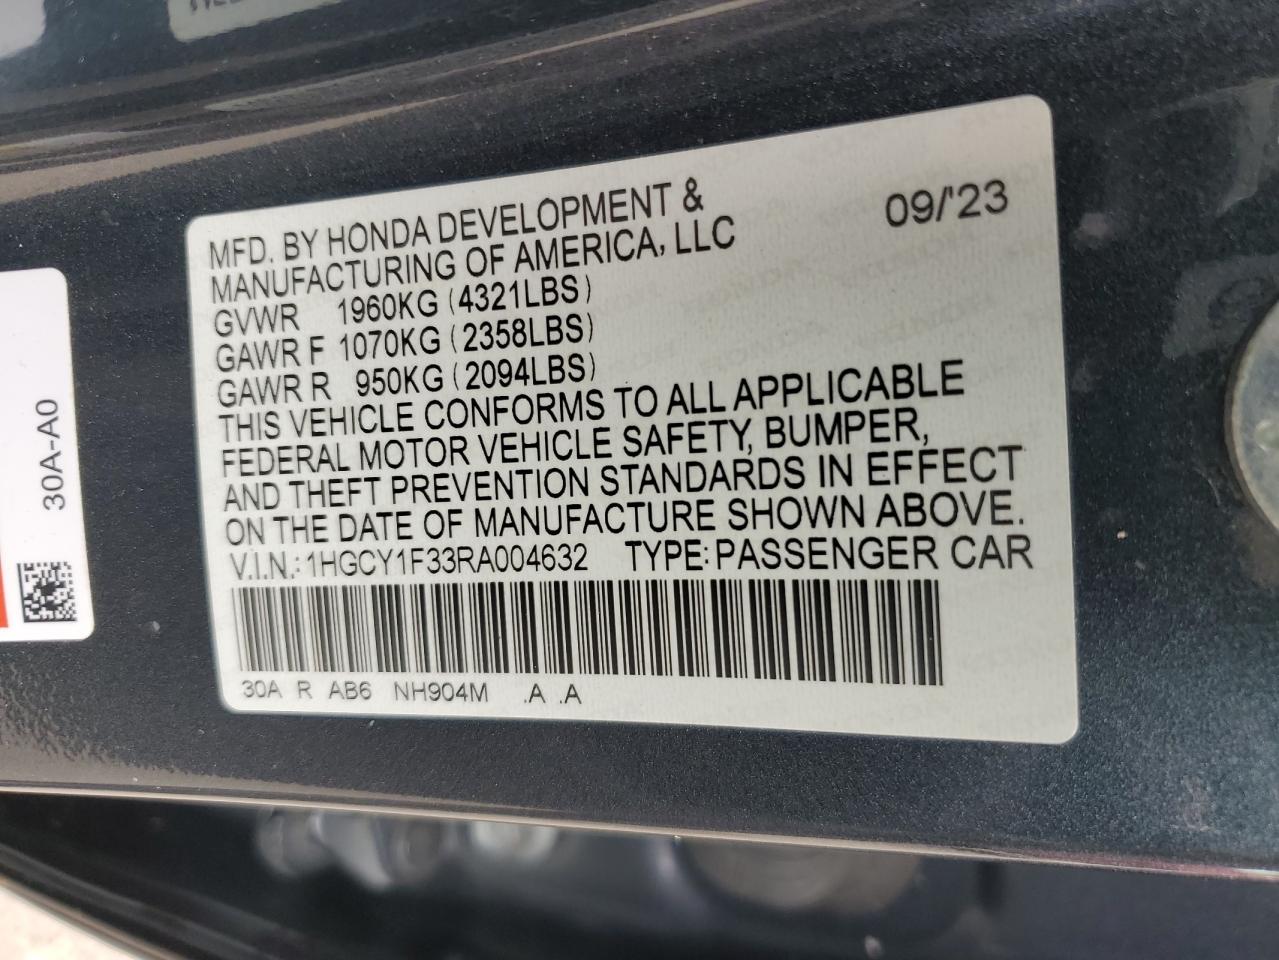 MFD. BY HONDA DEVELOPMENT & 09/'23
MANUFACTURING OF AMERICA, LLC
GVWR 1960KG (4321LBS)
GAWR F 1070KG (2358LBS)
GAWR R 950KG (2094LBS)
THIS VEHICLE CONFORMS TO ALL APPLICABLE
FEDERAL MOTOR VEHICLE SAFETY, BUMPER,
AND THEFT PREVENTION STANDARDS IN EFFECT
ON THE DATE OF MANUFACTURE SHOWN ABOVE.
V.I.N.: 1HGCY1F33RA004632 TYPE: PASSENGER CAR
30A R AB6 NH904M .A .A
30A-A0